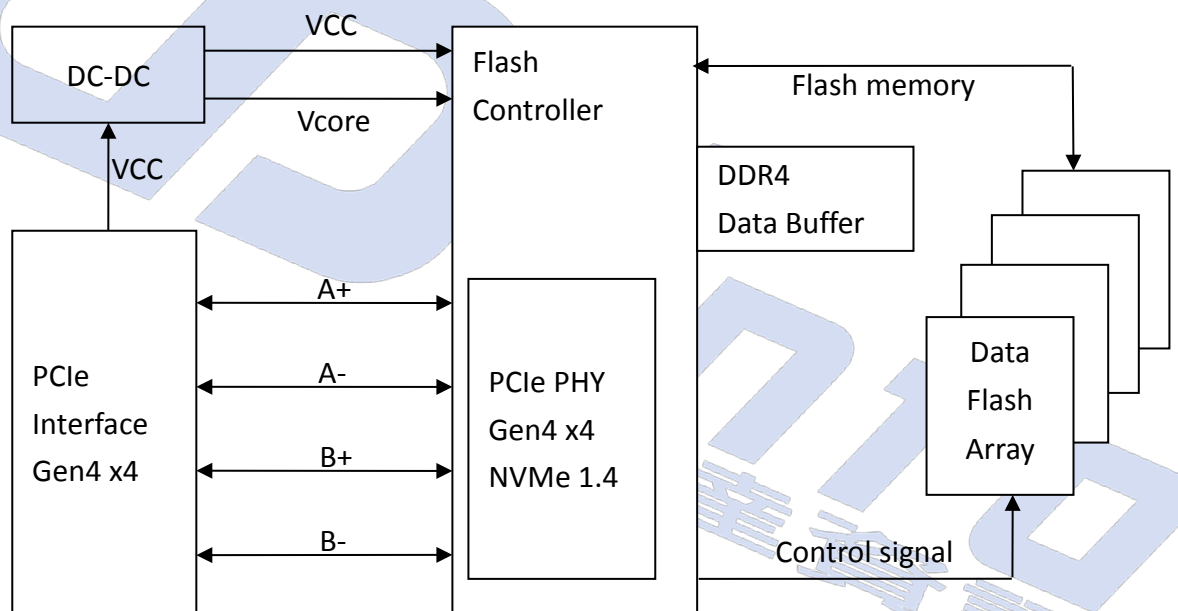 VCC
DC-DC
Vcore
VCC
Flash
Controller
Flash memory
DDR4
Data Buffer
PCIe
Interface
Gen4 x4
A+
A-
B+
B-
PCIe PHY
Gen4 x4
NVMe 1.4
Data
Flash
Array
Control signal